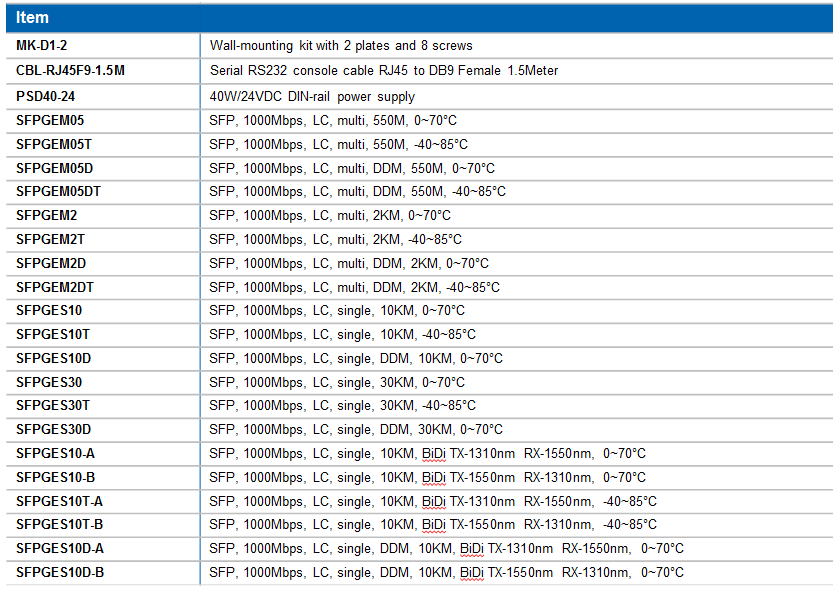 Item
MK-D1-2 Wall-mounting kit with 2 plates and 8 screws
CBL-RJ45F9-1.5M Serial RS232 console cable RJ45 to DB9 Female 1.5Meter
PSD40-24 40W/24VDC DIN-rail power supply
SFPGEM05 SFP, 1000Mbps, LC, multi, 550M, 0~70°C
SFPGEM05T SFP, 1000Mbps, LC, multi, 550M, -40~85°C
SFPGEM05D SFP, 1000Mbps, LC, multi, DDM, 550M, 0~70°C
SFPGEM05DT SFP, 1000Mbps, LC, multi, DDM, 550M, -40~85°C
SFPGEM2 SFP, 1000Mbps, LC, multi, 2KM, 0~70°C
SFPGEM2T SFP, 1000Mbps, LC, multi, 2KM, -40~85°C
SFPGEM2D SFP, 1000Mbps, LC, multi, DDM, 2KM, 0~70°C
SFPGEM2DT SFP, 1000Mbps, LC, multi, DDM, 2KM, -40~85°C
SFPGES10 SFP, 1000Mbps, LC, single, 10KM, 0~70°C
SFPGES10T SFP, 1000Mbps, LC, single, 10KM, -40~85°C
SFPGES10D SFP, 1000Mbps, LC, single, DDM, 10KM, 0~70°C
SFPGES30 SFP, 1000Mbps, LC, single, 30KM, 0~70°C
SFPGES30T SFP, 1000Mbps, LC, single, 30KM, -40~85°C
SFPGES30D SFP, 1000Mbps, LC, single, DDM, 30KM, 0~70°C
SFPGES10-A SFP, 1000Mbps, LC, single, 10KM, BiDi TX-1310nm RX-1550nm, 0~70°C
SFPGES10-B SFP, 1000Mbps, LC, single, 10KM, BiDi TX-1550nm RX-1310nm, 0~70°C
SFPGES10T-A SFP, 1000Mbps, LC, single, 10KM, BiDi TX-1310nm RX-1550nm, -40~85°C
SFPGES10T-B SFP, 1000Mbps, LC, single, 10KM, BiDi TX-1550nm RX-1310nm, -40~85°C
SFPGES10D-A SFP, 1000Mbps, LC, single, DDM, 10KM, BiDi TX-1310nm RX-1550nm, 0~70°C
SFPGES10D-B SFP, 1000Mbps, LC, single, DDM, 10KM, BiDi TX-1550nm RX-1310nm, 0~70°C